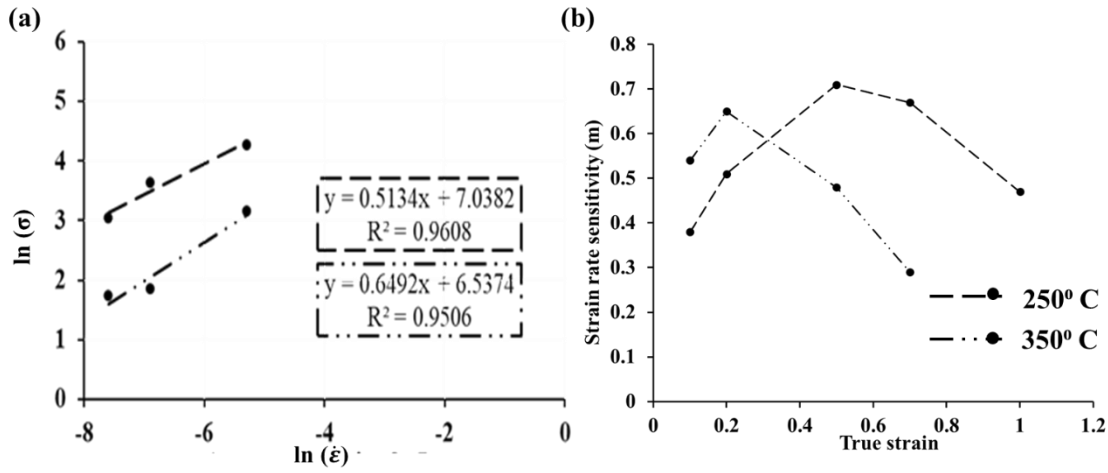 (a)
6
5
4
3
2
1
0
ln (σ)
y = 0.5134x + 7.0382
R² = 0.9608
y = 0.6492x + 6.5374
R² = 0.9506
-8 -6 -4 -2 0
ln (ε̇)
(b)
0.8
0.7
0.6
0.5
0.4
0.3
0.2
0.1
0
Strain rate sensitivity (m)
250⁰ C
350⁰ C
0 0.2 0.4 0.6 0.8 1 1.2
True strain